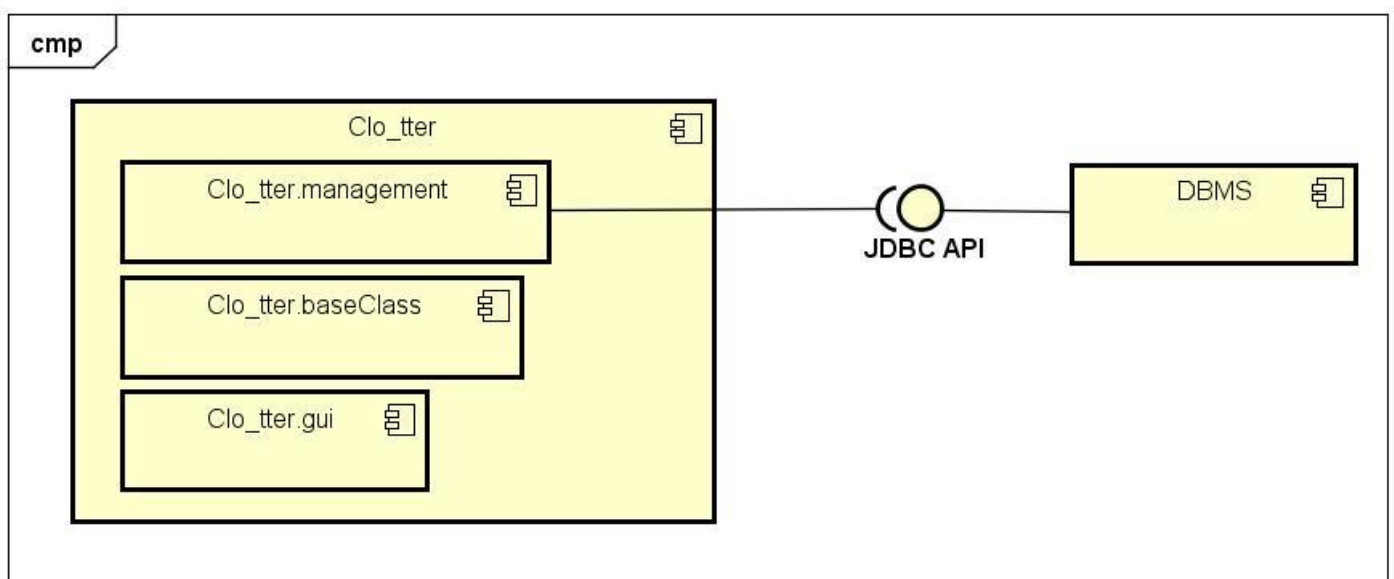 cmp
Clo_tter
Clo_tter.management
DBMS
JDBC API
Clo_tter.baseClass
Clo_tter.gui